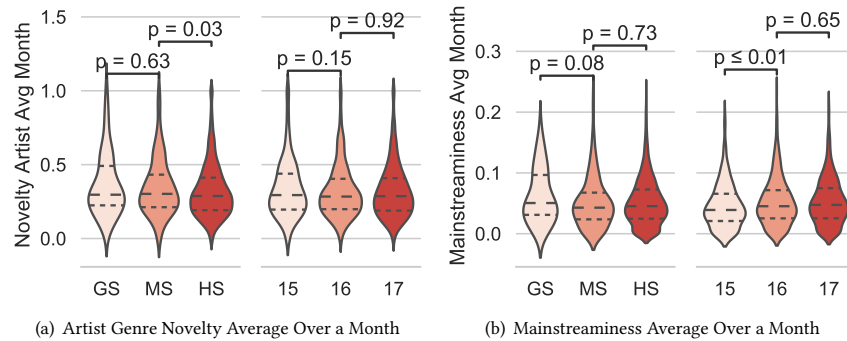 Novelty Artist Avg Month
1.5
1.0
0.5
0.0
p = 0.63
p = 0.03
p = 0.15
p = 0.92
GS MS HS 15 16 17
(a) Artist Genre Novelty Average Over a Month
Mainstreaminess Avg Month
0.3
0.2
0.1
0.0
p = 0.08
p = 0.73
p ≤ 0.01
p = 0.65
GS MS HS 15 16 17
(b) Mainstreaminess Average Over a Month